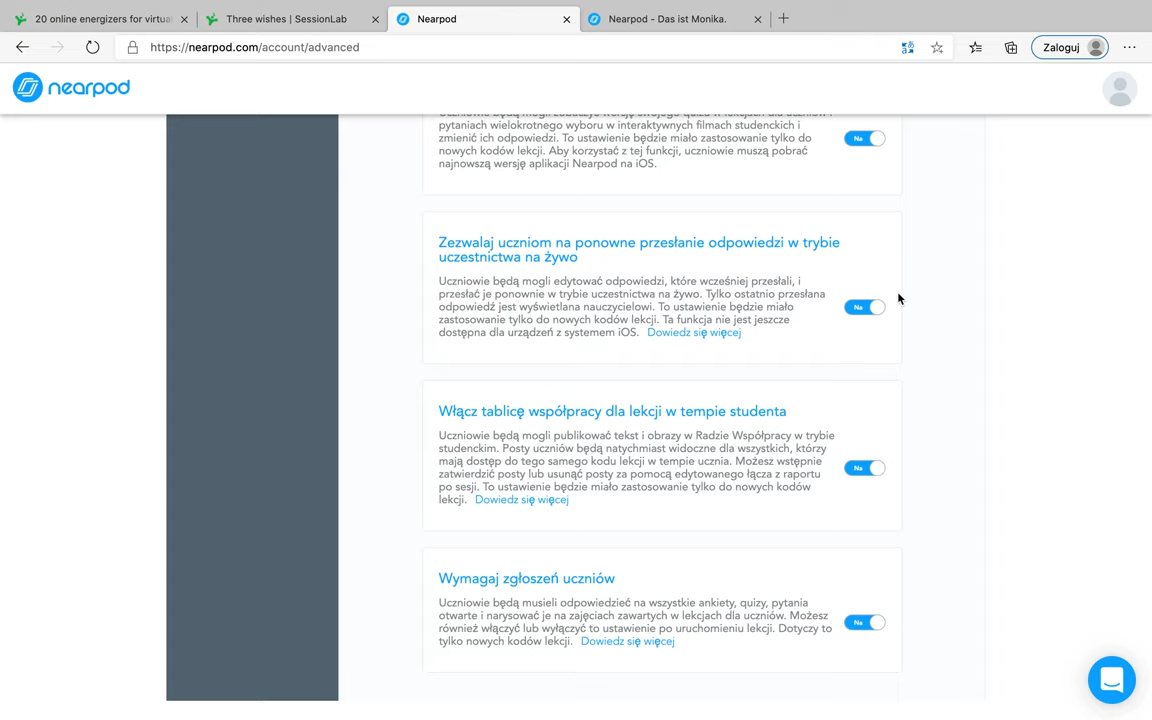 20 online energizers for virtua
Three wishes | SessionLab
Nearpod
Nearpod - Das ist Monika.
https://nearpod.com/account/advanced
Zaloguj
nearpod
Uczniowie będą mogli zobaczyć wersję swojego quizu w lekcjach dla uczniów i
pytaniach wielokrotnego wyboru w interaktywnych filmach studenckich i
zmienić ich odpowiedzi. To ustawienie będzie miało zastosowanie tylko do
nowych kodów lekcji. Aby korzystać z tej funkcji, uczniowie muszą pobrać
najnowszą wersję aplikacji Nearpod na iOS.
Na
Zezwalaj uczniom na ponowne przesłanie odpowiedzi w trybie
uczestnictwa na żywo
Uczniowie będą mogli edytować odpowiedzi, które wcześniej przesłali, i
przesłać je ponownie w trybie uczestnictwa na żywo. Tylko ostatnio przesłana
odpowiedź jest wyświetlana nauczycielowi. To ustawienie będzie miało
zastosowanie tylko do nowych kodów lekcji. Ta funkcja nie jest jeszcze
dostępna dla urządzeń z systemem iOS. Dowiedz się więcej
Na
Włącz tablicę współpracy dla lekcji w tempie studenta
Uczniowie będą mogli publikować tekst i obrazy w Radzie Współpracy w trybie
studenckim. Posty uczniów będą natychmiast widoczne dla wszystkich, którzy
mają dostęp do tego samego kodu lekcji w tempie ucznia. Możesz wstępnie
zatwierdzić posty lub usunąć posty za pomocą edytowanego łącza z raportu
po sesji. To ustawienie będzie miało zastosowanie tylko do nowych kodów
lekcji. Dowiedz się więcej
Na
Wymagaj zgłoszeń uczniów
Uczniowie będą musieli odpowiedzieć na wszystkie ankiety, quizy, pytania
otwarte i narysować je na zajęciach zawartych w lekcjach dla uczniów. Możesz
również włączyć lub wyłączyć to ustawienie po uruchomieniu lekcji. Dotyczy to
tylko nowych kodów lekcji. Dowiedz się więcej
Na